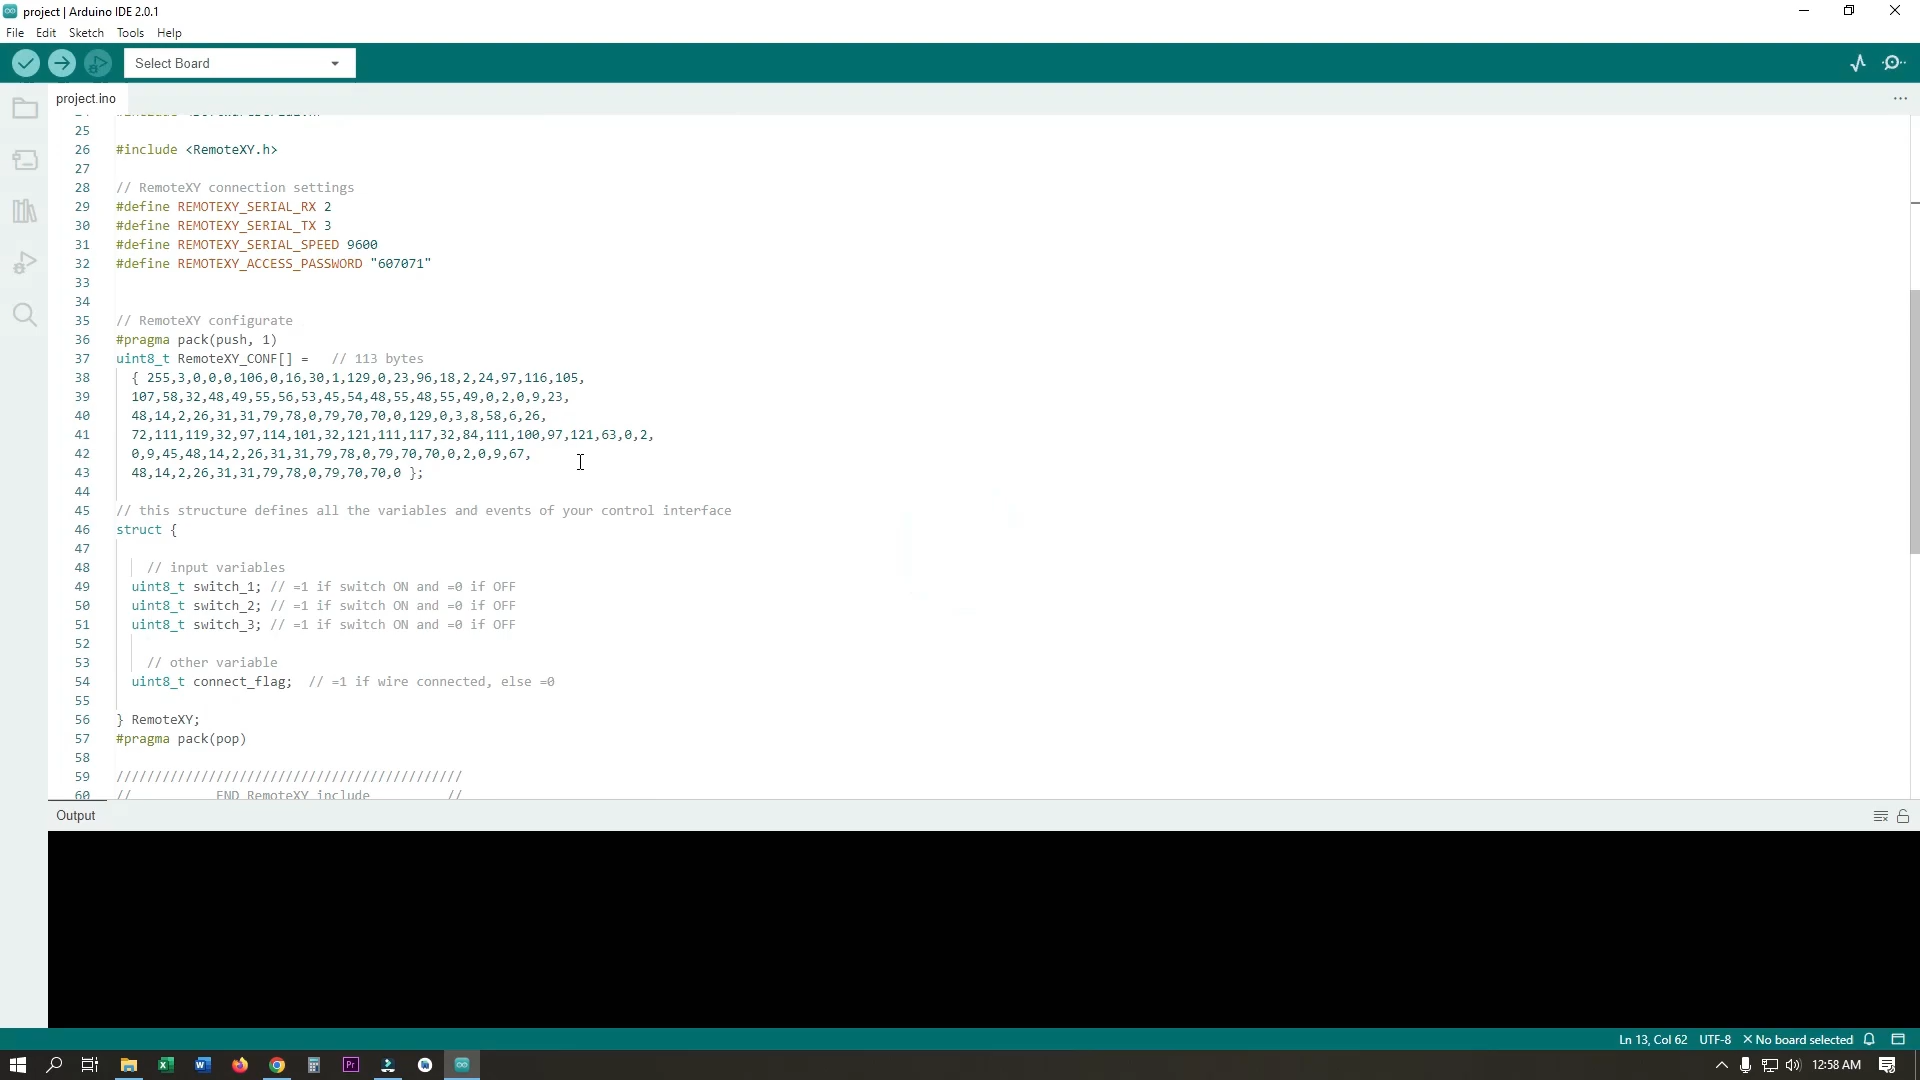 project | Arduino IDE 2.0.1
File Edit Sketch Tools Help
Select Board
project.ino
25
26 #include <RemoteXY.h>
27
28 // RemoteXY connection settings
29 #define REMOTEXY_SERIAL_RX 2
30 #define REMOTEXY_SERIAL_TX 3
31 #define REMOTEXY_SERIAL_SPEED 9600
32 #define REMOTEXY_ACCESS_PASSWORD "607071"
33
34
35 // RemoteXY configurate
36 #pragma pack(push, 1)
37 uint8_t RemoteXY_CONF[] = // 113 bytes
38 { 255,3,0,0,0,106,0,16,30,1,129,0,23,96,18,2,24,97,116,105,
39 107,58,32,48,49,55,56,53,45,54,48,55,48,55,49,0,2,0,9,23,
40 48,14,2,26,31,31,79,78,0,79,70,70,0,129,0,3,8,58,6,26,
41 72,111,119,32,97,114,101,32,121,111,117,32,84,111,100,97,121,63,0,2,
42 0,9,45,48,14,2,26,31,31,79,78,0,79,70,70,0,2,0,9,67,
43 48,14,2,26,31,31,79,78,0,79,70,70,0 };
44
45 // this structure defines all the variables and events of your control interface
46 struct {
47
48 // input variables
49 uint8_t switch_1; // =1 if switch ON and =0 if OFF
50 uint8_t switch_2; // =1 if switch ON and =0 if OFF
51 uint8_t switch_3; // =1 if switch ON and =0 if OFF
52
53 // other variable
54 uint8_t connect_flag; // =1 if wire connected, else =0
55
56 } RemoteXY;
57 #pragma pack(pop)
58
59 /////////////////////////////////////////////
60 // END RemoteXY include //
Output
Ln 13, Col 62 UTF-8 No board selected
12:58 AM